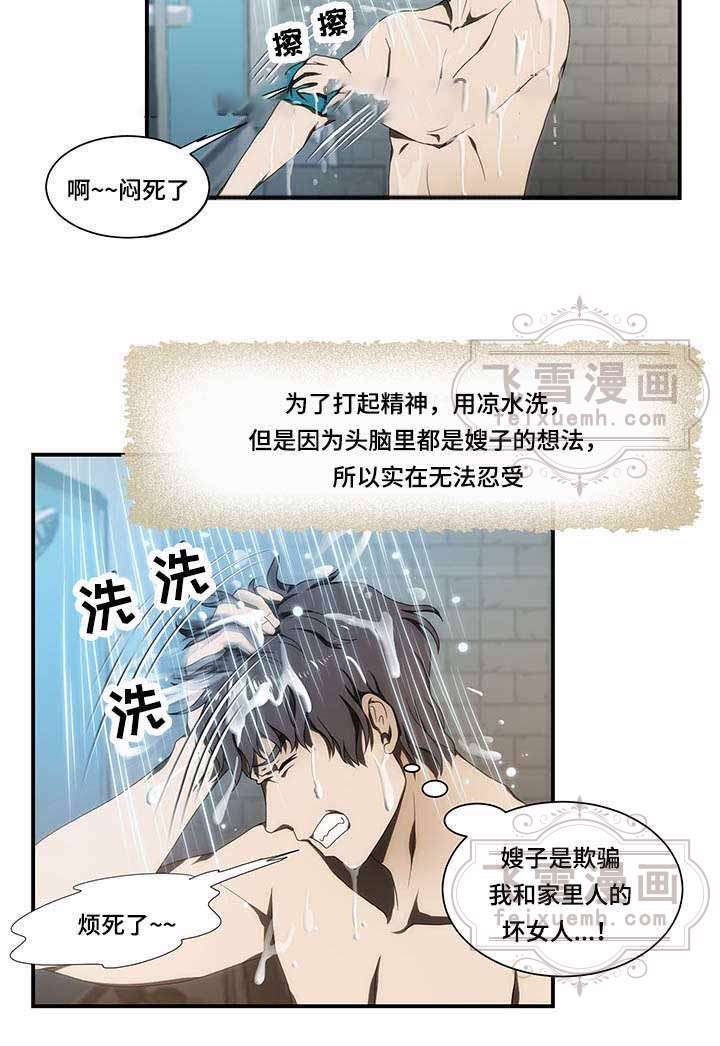 擦 擦
啊~~闷死了
飞雪漫画
feixuemh.com
为了打起精神，用凉水洗，
但是因为头脑里都是嫂子的想法，
所以实在无法忍受
洗 洗
洗
飞雪漫画
feixuemh.com
嫂子是欺骗
我和家里人的
坏女人...！
烦死了~~